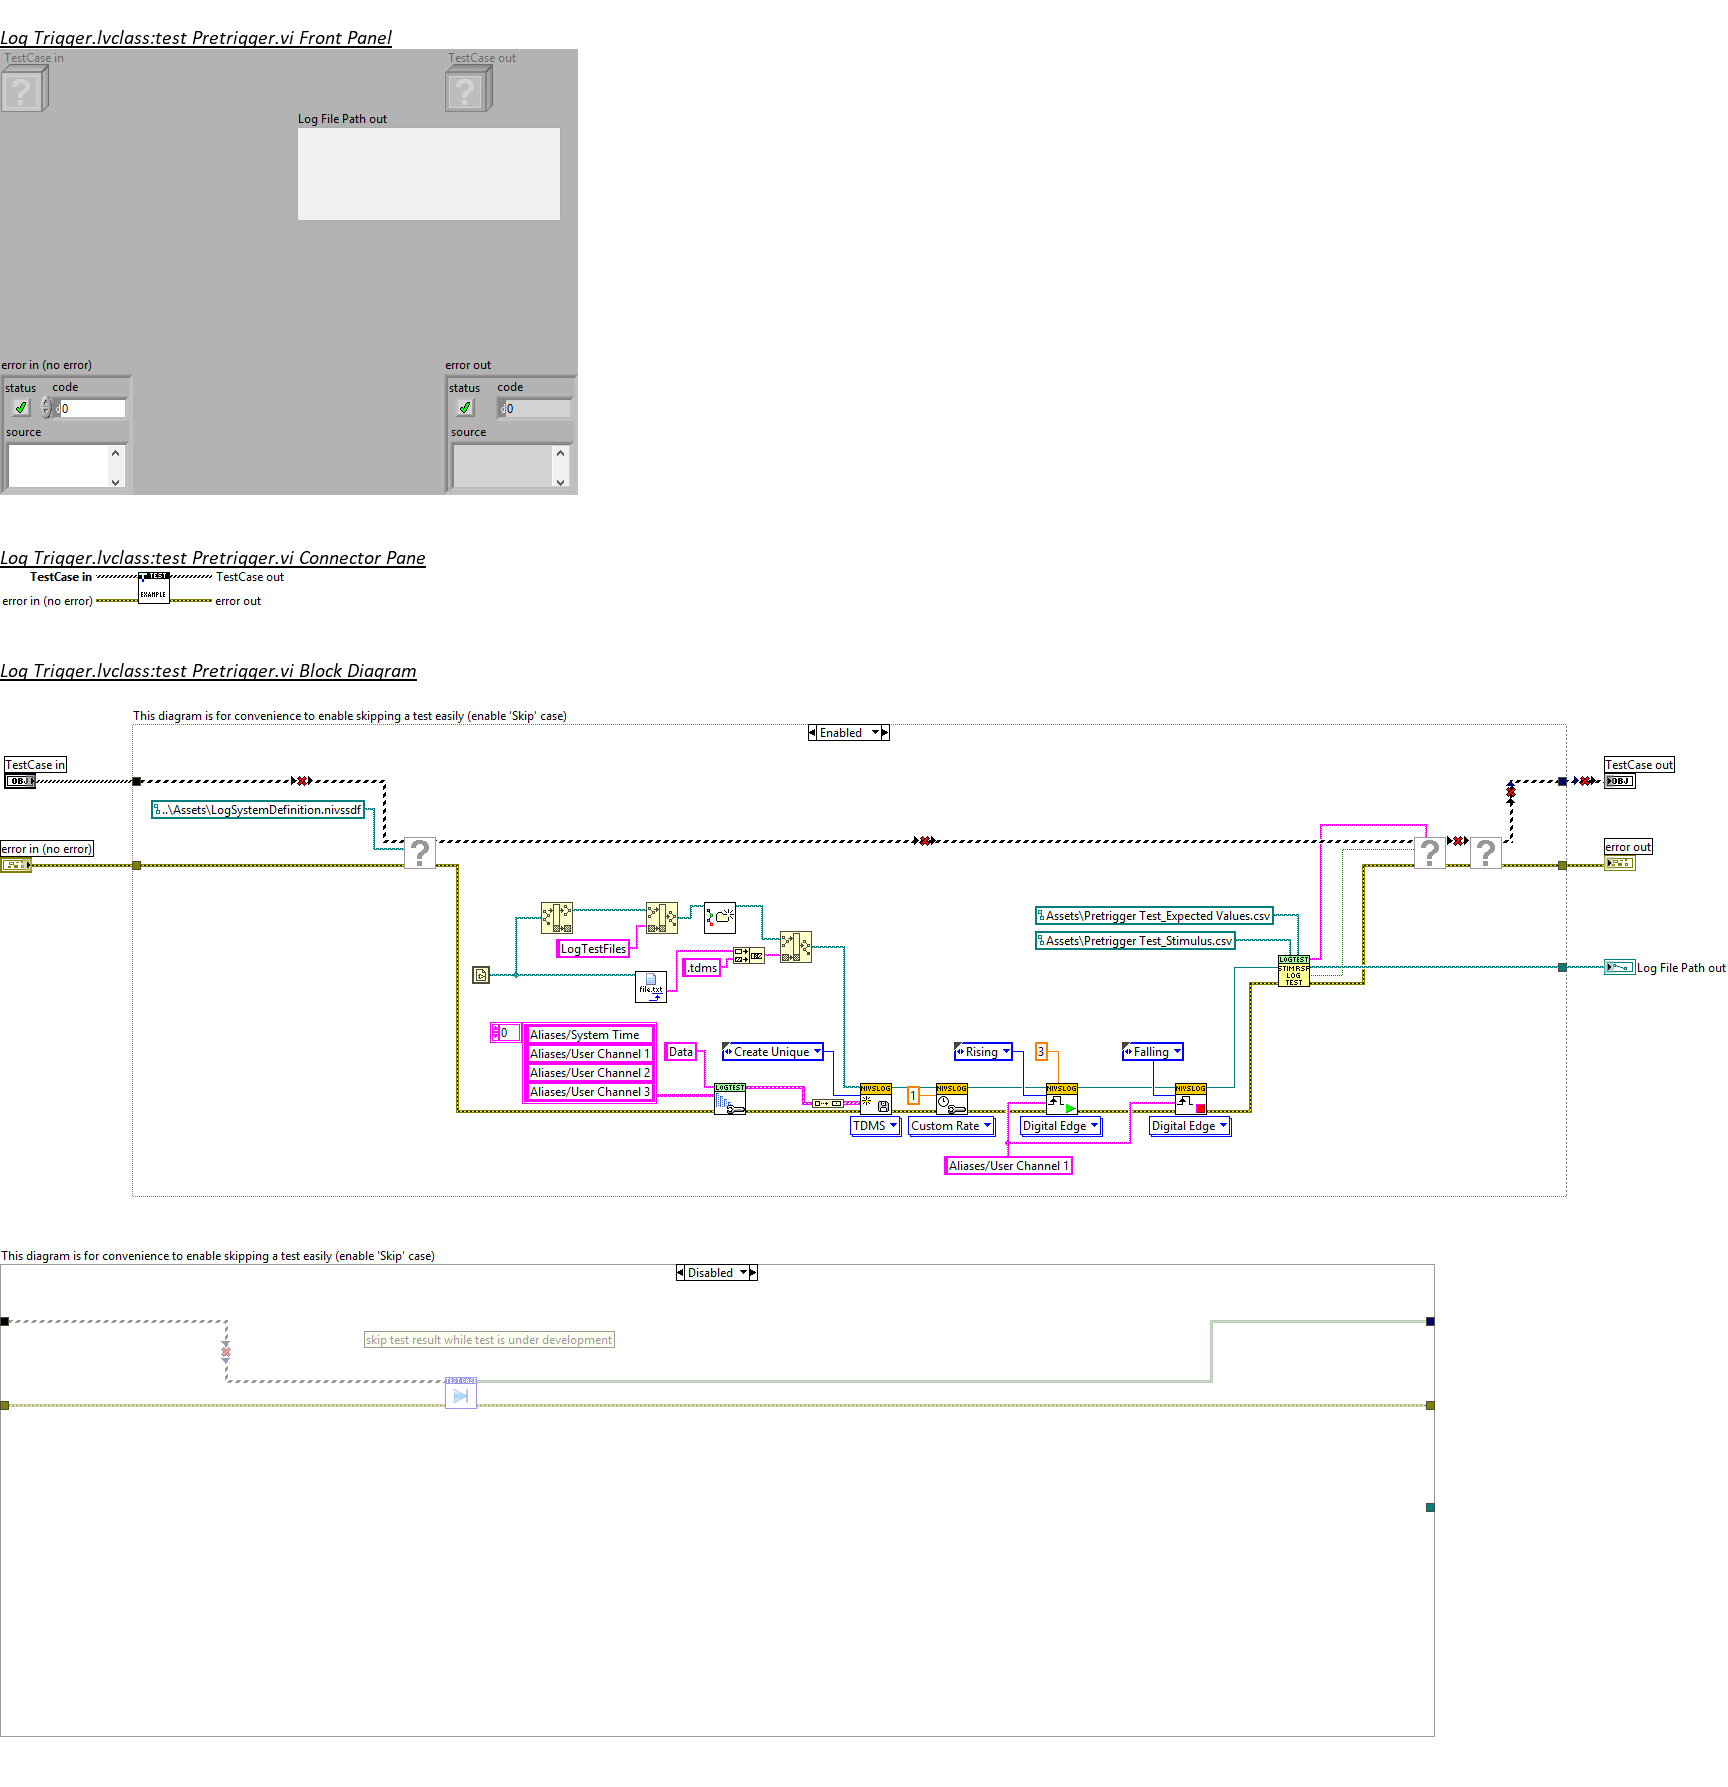 Log Trigger.lvclass:test Pretrigger.vi Front Panel
TestCase in
TestCase out
Log File Path out
error in (no error)
error out
status code
status code
0
0
source
source
Log Trigger.lvclass:test Pretrigger.vi Connector Pane
TestCase in
TEST
TestCase out
error in (no error)
EXAMPLE
error out
Log Trigger.lvclass:test Pretrigger.vi Block Diagram
This diagram is for convenience to enable skipping a test easily (enable 'Skip' case)
Enabled
TestCase in
OBJ
TestCase out
OBJ
..\Assets\LogSystemDefinition.nivssdf
error in (no error)
error out
?
?
?
Assets\Pretrigger Test_Expected Values.csv
LogTestFiles
Assets\Pretrigger Test_Stimulus.csv
.tdms
LOGTEST
STIM RSP
LOG
TEST
Log File Path out
file.txt
0
Aliases/System Time
Aliases/User Channel 1
Aliases/User Channel 2
Aliases/User Channel 3
Data
Create Unique
Rising
3
Falling
LOGTEST
NIVSLOG
1
NIVSLOG
NIVSLOG
NIVSLOG
TDMS
Custom Rate
Digital Edge
Digital Edge
Aliases/User Channel 1
This diagram is for convenience to enable skipping a test easily (enable 'Skip' case)
Disabled
skip test result while test is under development
TEST CASE